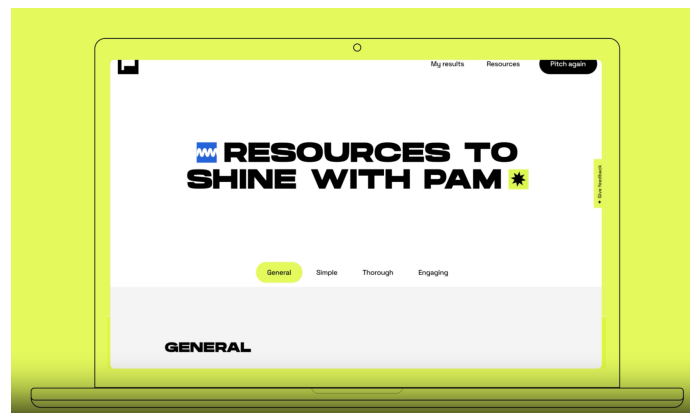 My results Resources Pitch again
RESOURCES TO
SHINE WITH PAM
+ Give feedback
General Simple Thorough Engaging
GENERAL